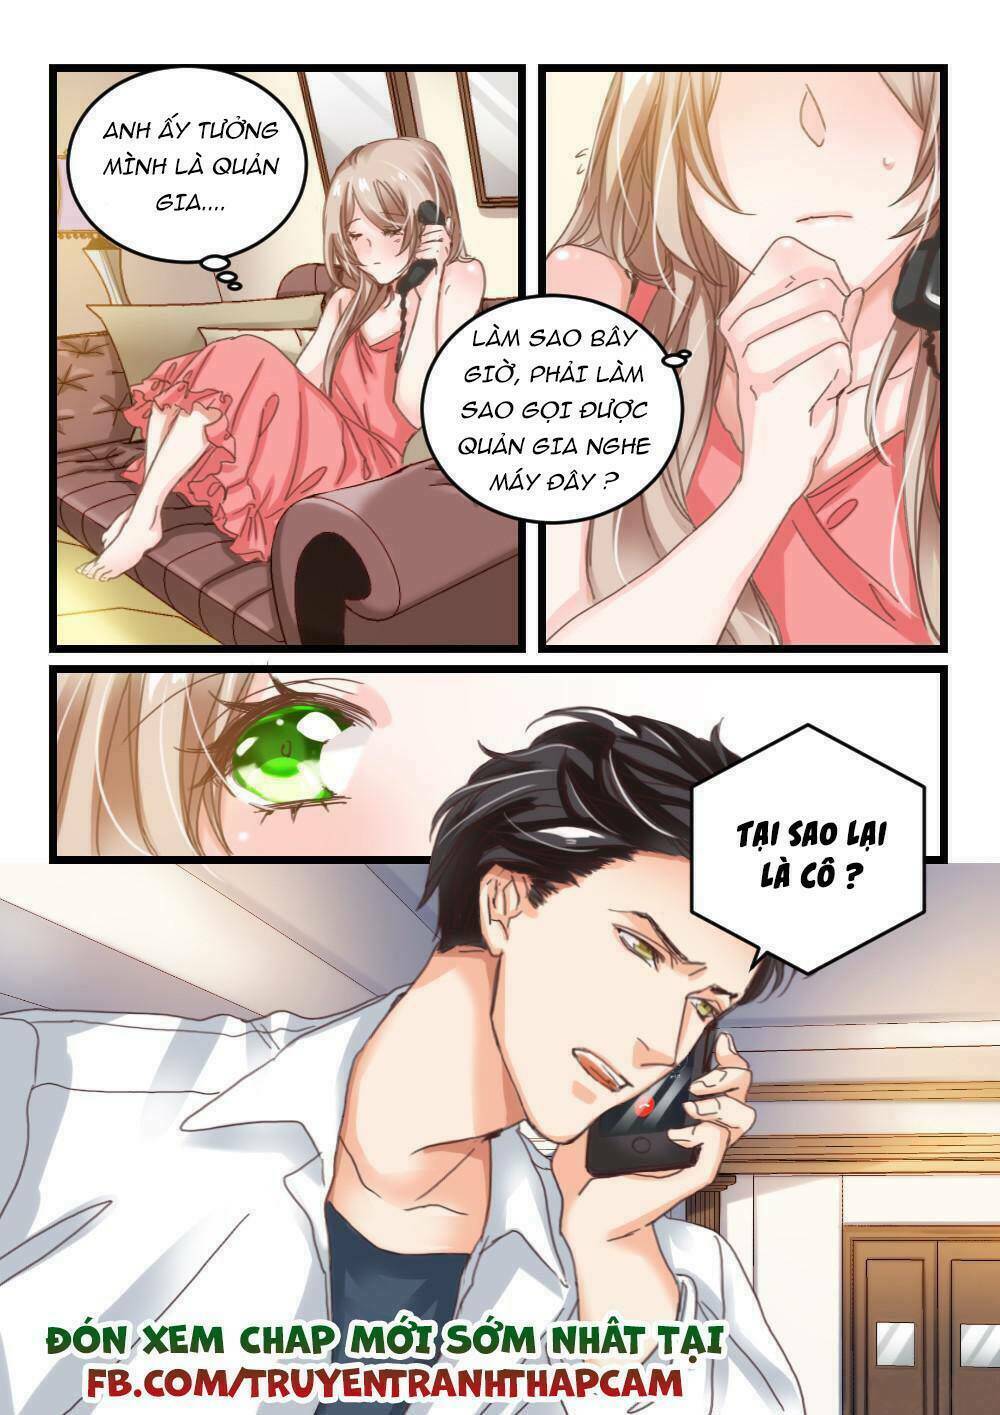 ANH ẤY TƯỞNG
MÌNH LÀ QUẢN
GIA....
LÀM SAO BÂY
GIỜ, PHẢI LÀM
SAO GỌI ĐƯỢC
QUẢN GIA NGHE
MÁY ĐÂY ?
TẠI SAO LẠI
LÀ CÔ ?
ĐÓN XEM CHAP MỚI SỚM NHẤT TẠI
FB.COM/TRUYENTRANHTHAPCAM